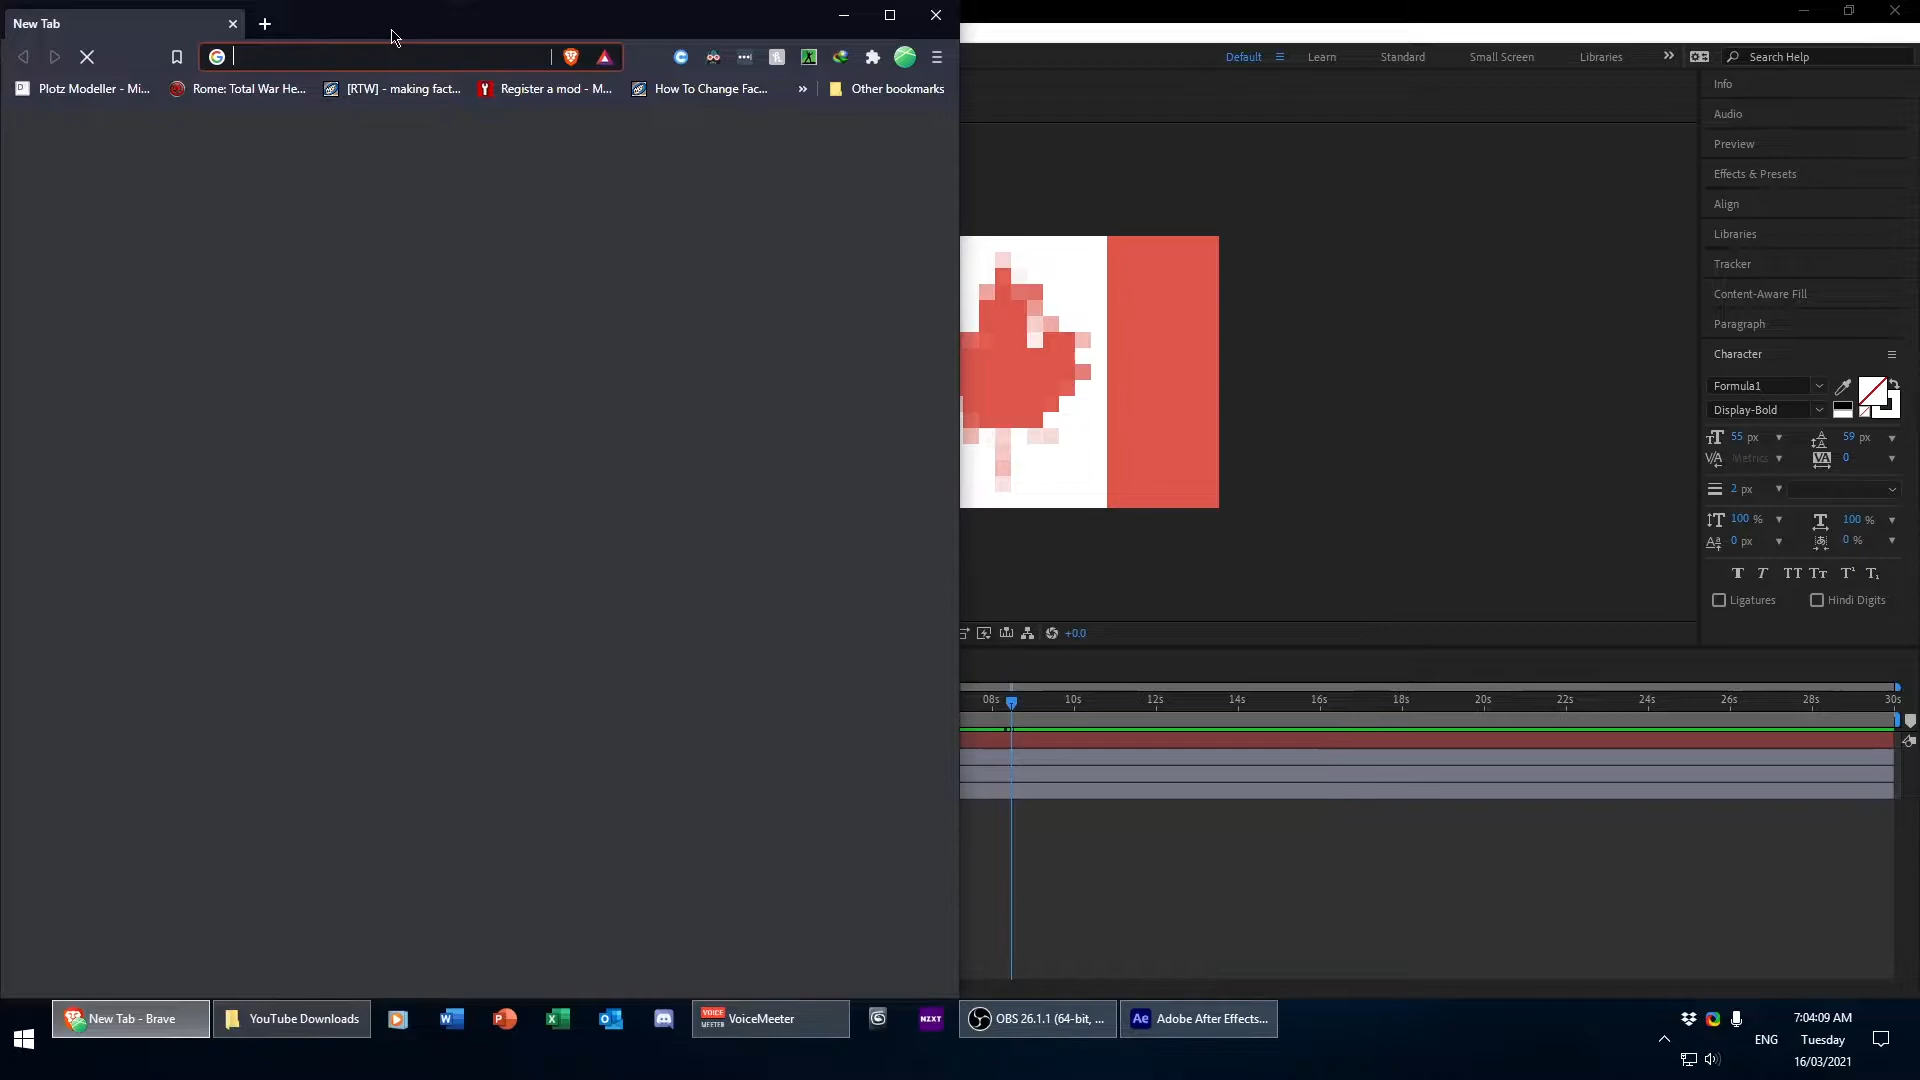 New Tab
Plotz Modeller - Mi...
Rome: Total War He...
[RTW] - making fact...
Register a mod - M...
How To Change Fac...
»
Other bookmarks
Default
Learn
Standard
Small Screen
Libraries
»
Search Help
Info
Audio
Preview
Effects & Presets
Align
Libraries
Tracker
Content-Aware Fill
Paragraph
Character
Formula1
Display-Bold
55 px
59 px
Metrics
0
2 px
100 %
100 %
0 px
0 %
Ligatures
Hindi Digits
+0.0
08s
10s
12s
14s
16s
18s
20s
22s
24s
26s
28s
30s
New Tab - Brave
YouTube Downloads
VOICE MEETER
VoiceMeeter
NZXT
OBS 26.1.1 (64-bit, ...
Ae
Adobe After Effects...
ENG
7:04:09 AM
Tuesday
16/03/2021